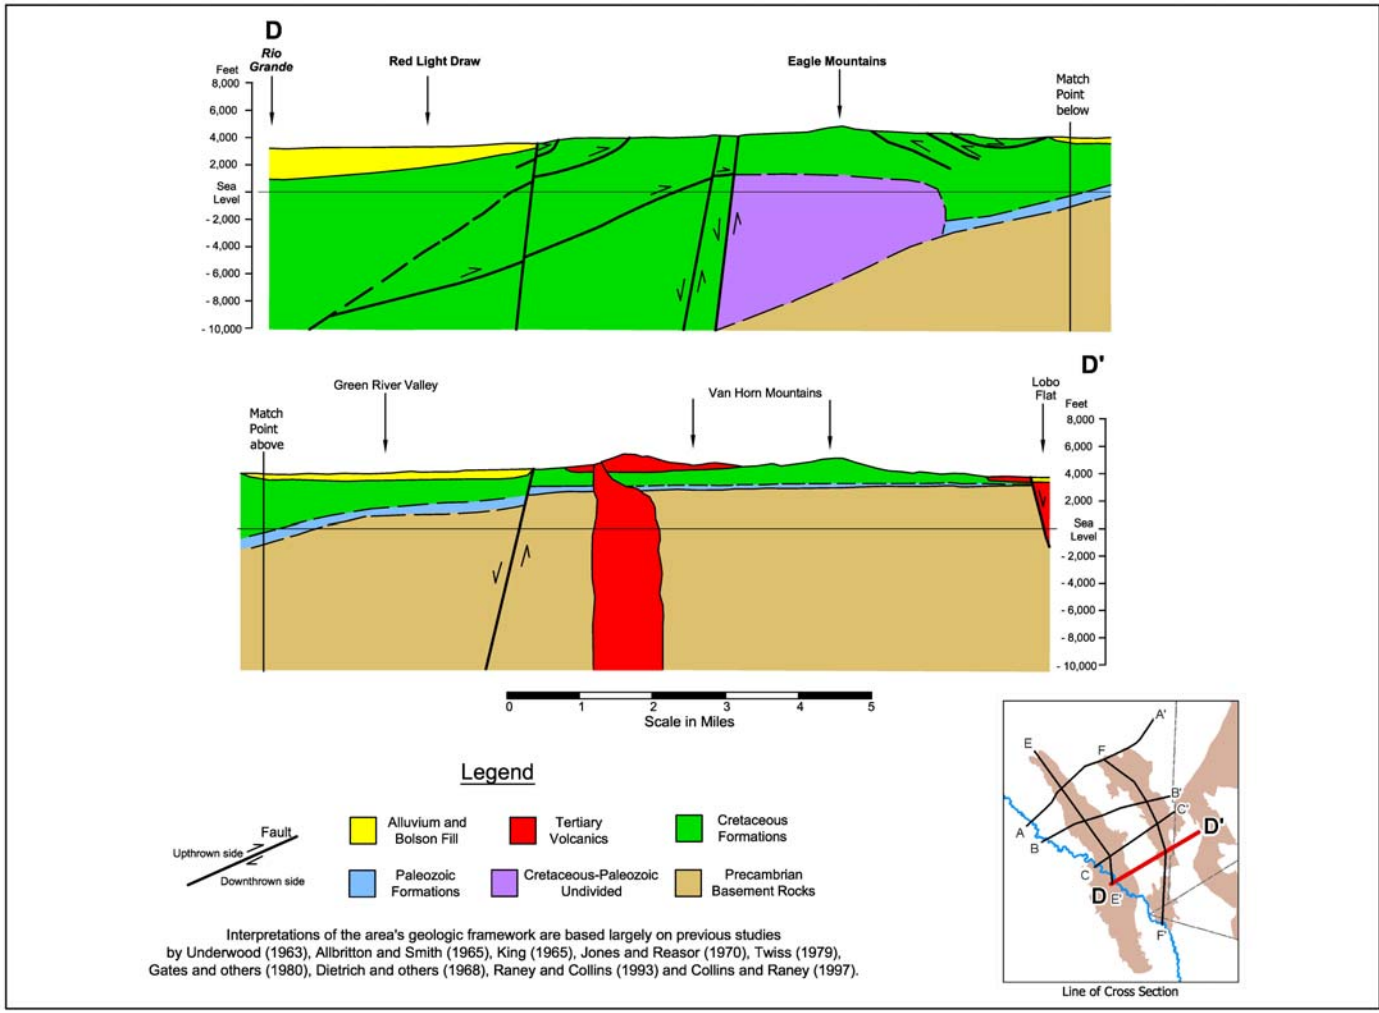 D
Rio
Grande
Red Light Draw
Eagle Mountains
Match
Point
below
Feet
8,000
6,000
4,000
2,000
Sea
Level
- 2,000
- 4,000
- 6,000
- 8,000
- 10,000
D'
Green River Valley
Van Horn Mountains
Lobo
Flat
Match
Point
above
Feet
8,000
6,000
4,000
2,000
Sea
Level
- 2,000
- 4,000
- 6,000
- 8,000
- 10,000
0 1 2 3 4 5
Scale in Miles
Legend
Fault
Upthrown side
Downthrown side
Alluvium and
Bolson Fill
Tertiary
Volcanics
Cretaceous
Formations
Paleozoic
Formations
Cretaceous-Paleozoic
Undivided
Precambrian
Basement Rocks
Interpretations of the area's geologic framework are based largely on previous studies
by Underwood (1963), Allbritton and Smith (1965), King (1965), Jones and Reasor (1970), Twiss (1979),
Gates and others (1980), Dietrich and others (1968), Raney and Collins (1993) and Collins and Raney (1997).
A'
E
F
B'
C'
A
B
D'
C
D
E'
F'
Line of Cross Section